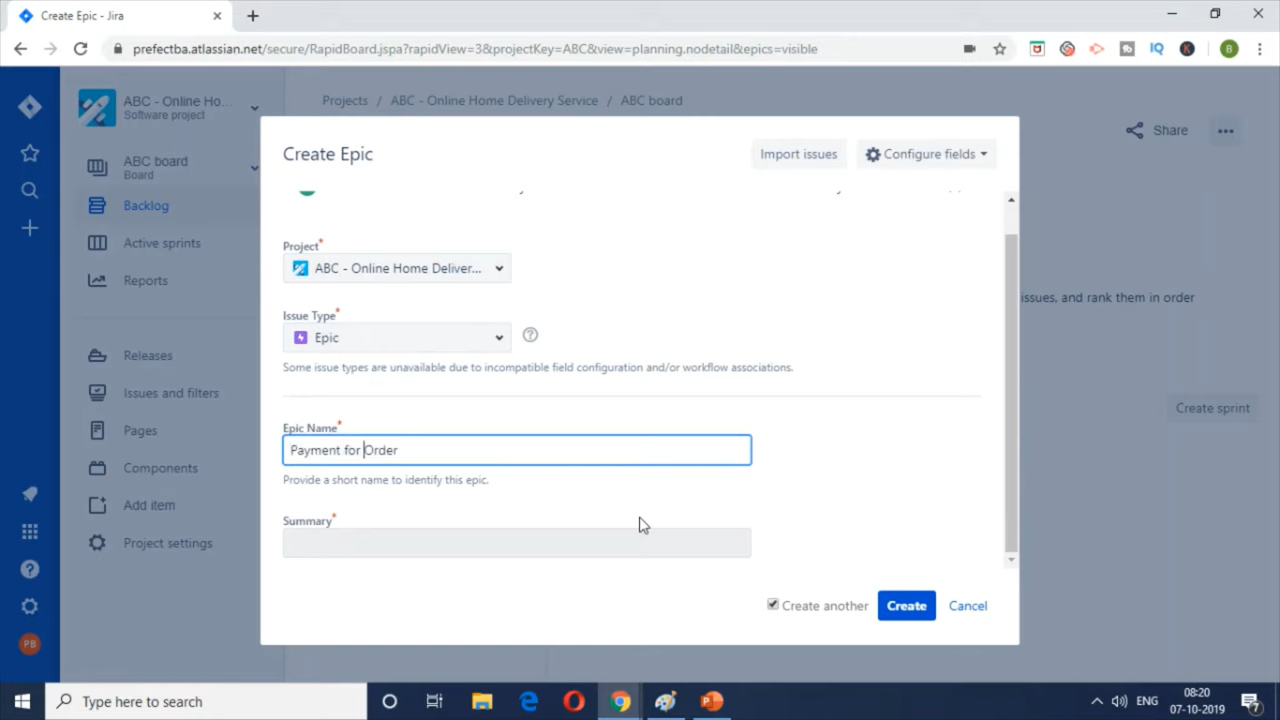 Create Epic - Jira
prefectba.atlassian.net/secure/RapidBoard.jspa?rapidView=3&projectKey=ABC&view=planning.nodetail&epics=visible
IQ
K
B
ABC - Online Ho...
Software project
Projects / ABC - Online Home Delivery Service / ABC board
Share
ABC board
Board
Backlog
Active sprints
Reports
Releases
Issues and filters
Pages
Components
Add item
Project settings
PB
Create Epic
Import issues
Configure fields
Project*
ABC - Online Home Deliver...
Issue Type*
Epic
Some issue types are unavailable due to incompatible field configuration and/or workflow associations.
Epic Name*
Payment for Order
Provide a short name to identify this epic.
Summary*
Create another
Create
Cancel
issues, and rank them in order
Create sprint
Type here to search
ENG
08:20
07-10-2019
7